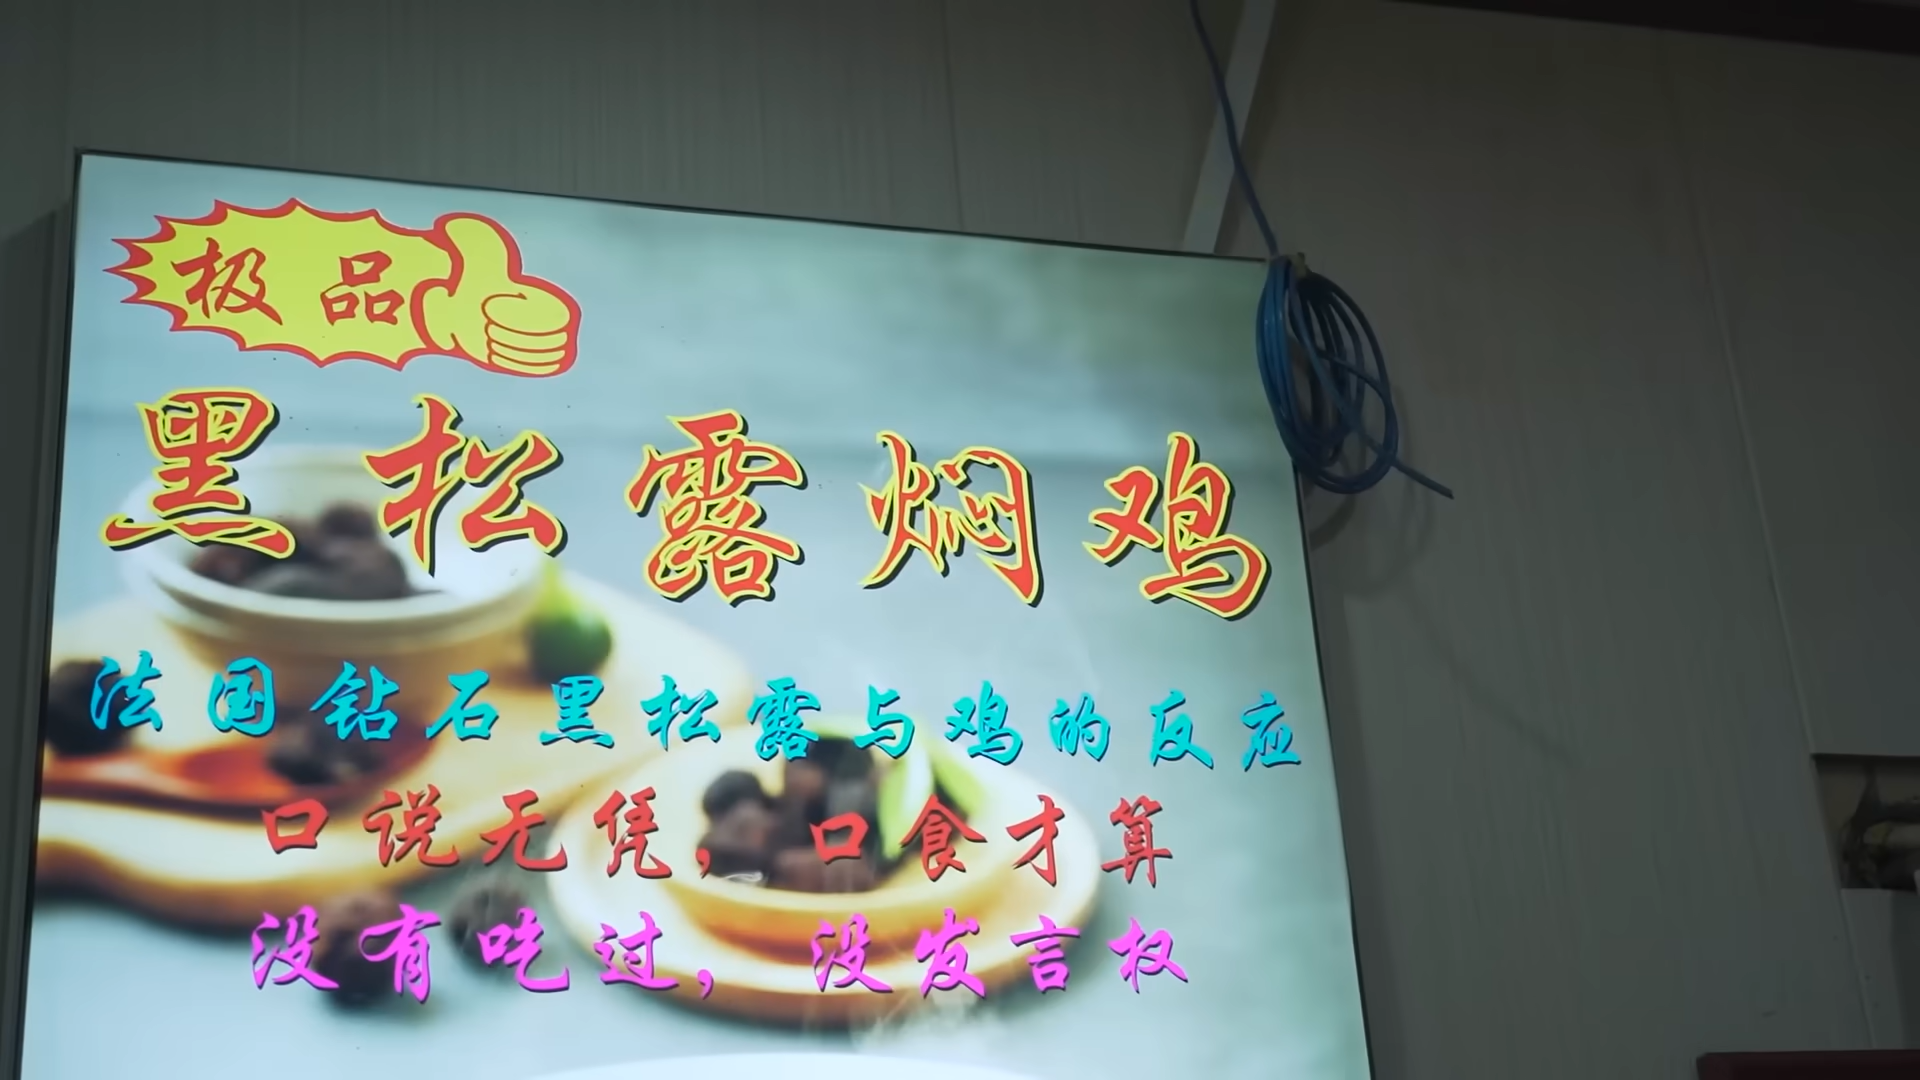 极品
黑松露焖鸡
法国钻石黑松露与鸡的反应
口说无凭，口食才算
没有吃过，没发言权